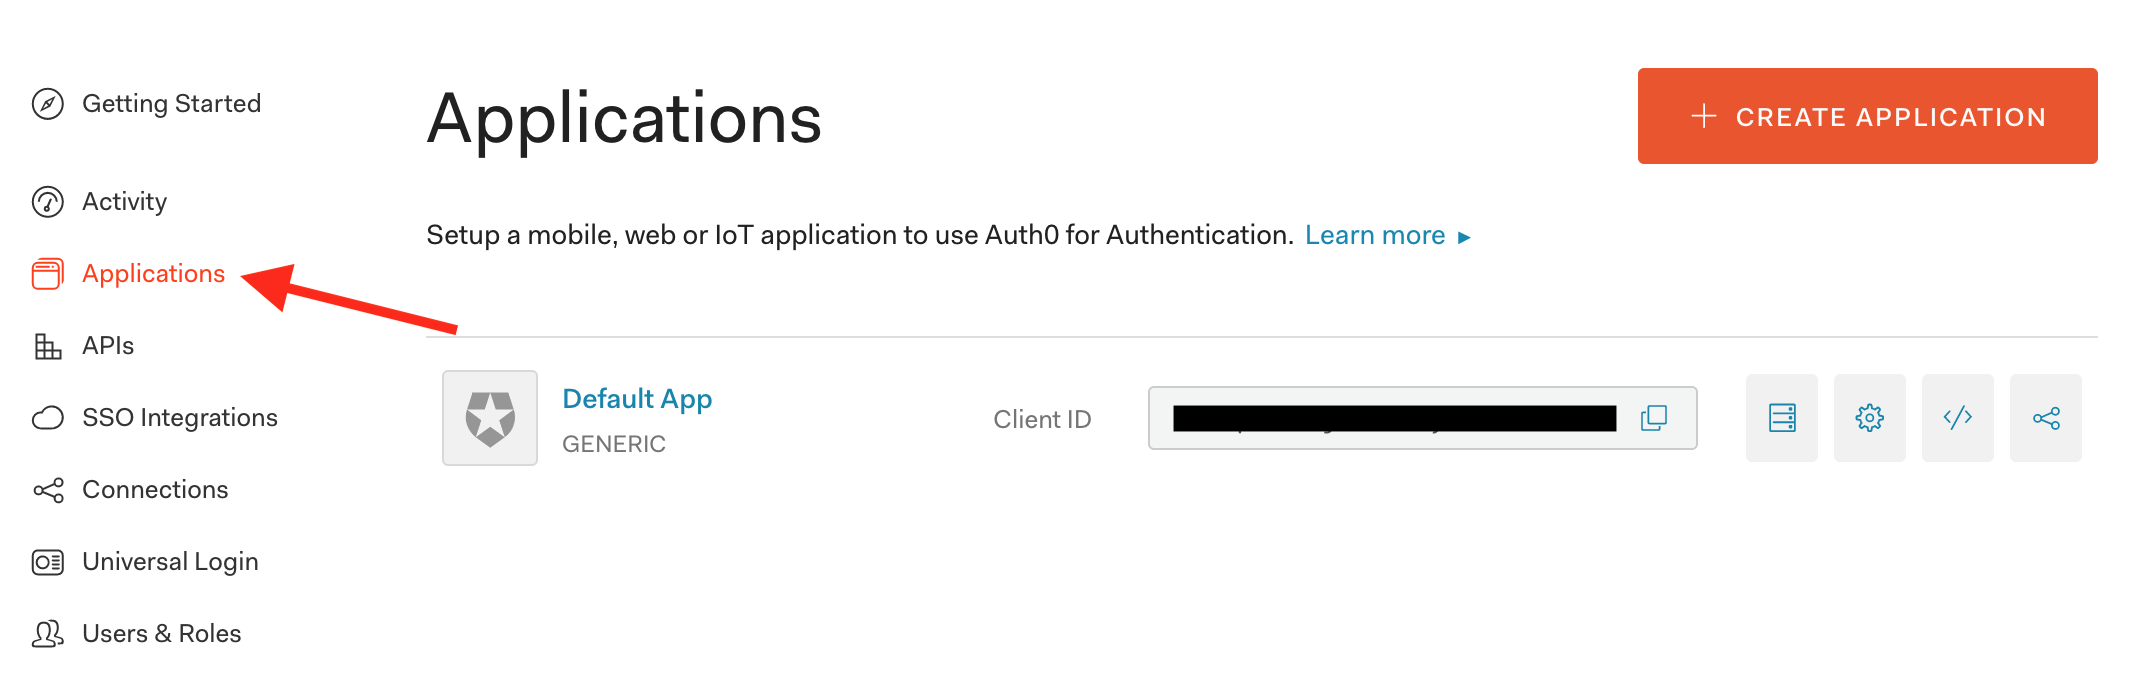 Getting Started
Activity
Applications
APIs
SSO Integrations
Connections
Universal Login
Users & Roles
Applications
+ CREATE APPLICATION
Setup a mobile, web or IoT application to use Auth0 for Authentication. Learn more ▸
Default App
GENERIC
Client ID